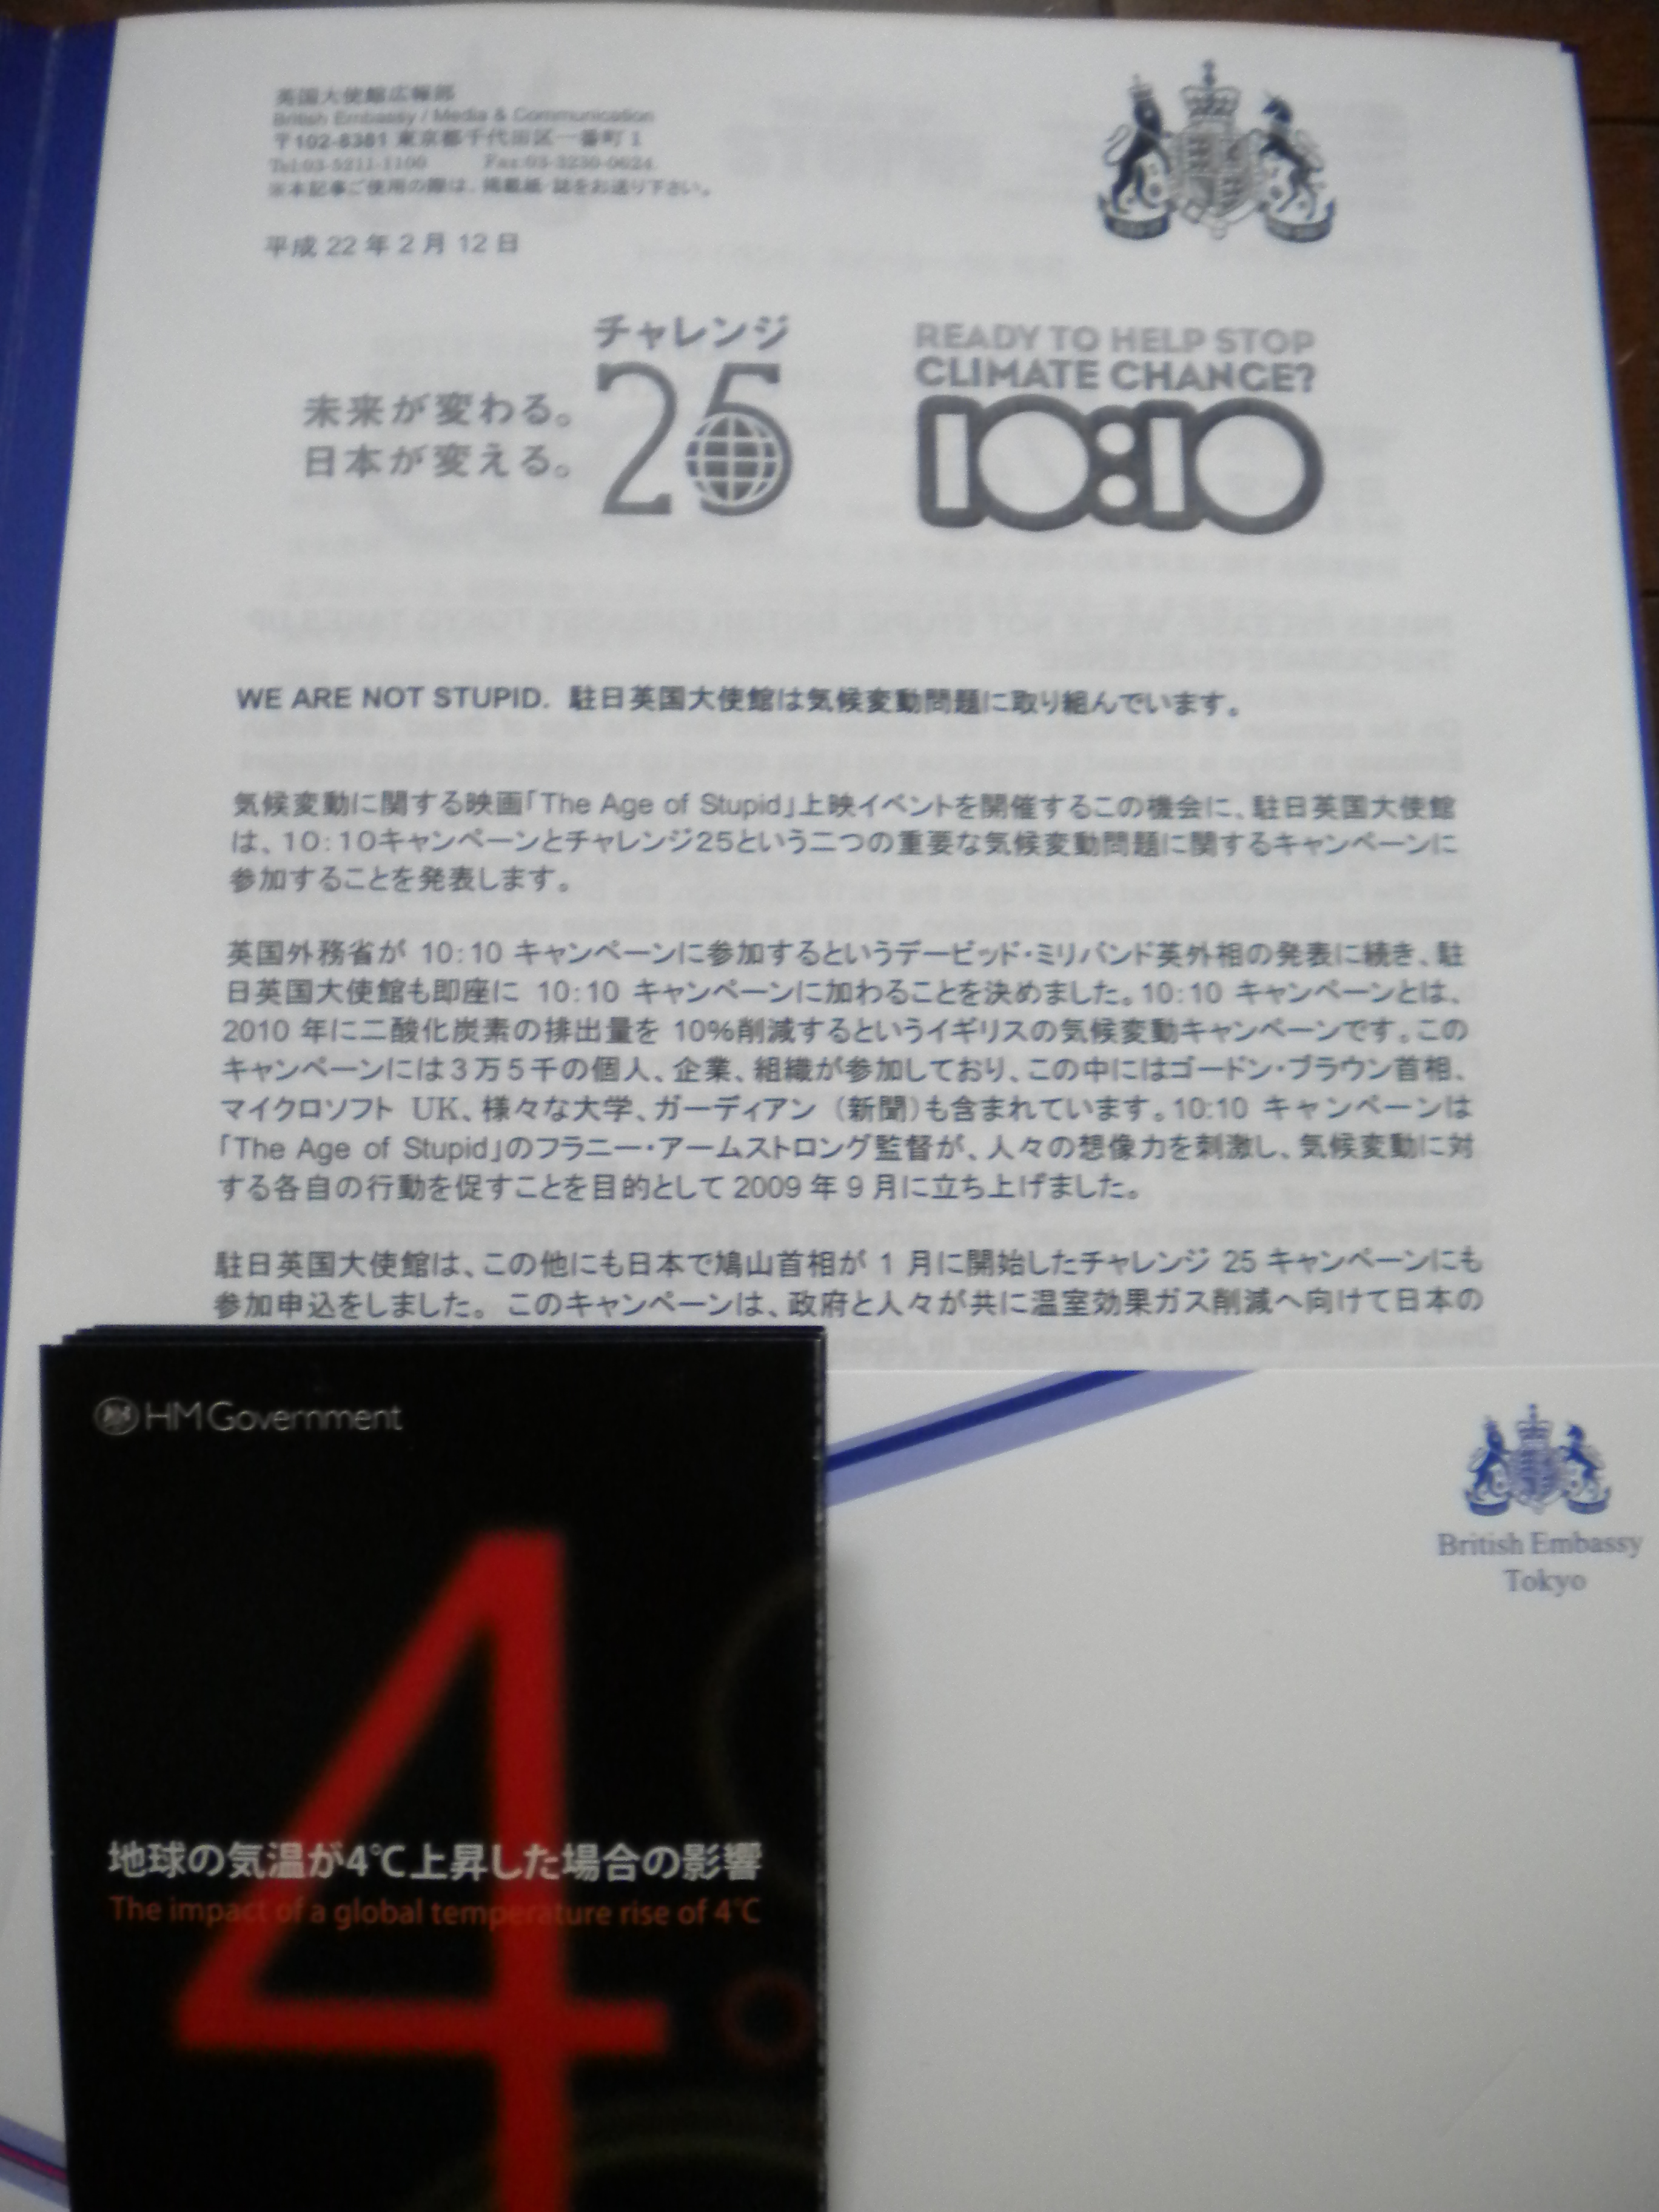 英国大使館広報部
British Embassy / Media & Communication
〒102-8381 東京都千代田区一番町1
Tel:03-5211-1100 Fax:03-3230-0624
※本記事ご使用の際は、掲載紙・誌をお送り下さい。
平成 22 年 2 月 12 日
チャレンジ
25
未来が変わる。
日本が変える。
READY TO HELP STOP
CLIMATE CHANGE?
10:10
WE ARE NOT STUPID. 駐日英国大使館は気候変動問題に取り組んでいます。
気候変動に関する映画「The Age of Stupid」上映イベントを開催するこの機会に、駐日英国大使館
は、10:10キャンペーンとチャレンジ25という二つの重要な気候変動問題に関するキャンペーンに
参加することを発表します。
英国外務省が 10:10 キャンペーンに参加するというデービッド・ミリバンド英外相の発表に続き、駐
日英国大使館も即座に 10:10 キャンペーンに加わることを決めました。10:10 キャンペーンとは、
2010 年に二酸化炭素の排出量を 10%削減するというイギリスの気候変動キャンペーンです。この
キャンペーンには3万5千の個人、企業、組織が参加しており、この中にはゴードン・ブラウン首相、
マイクロソフト UK、様々な大学、ガーディアン (新聞)も含まれています。10:10 キャンペーンは
「The Age of Stupid」のフラニー・アームストロング監督が、人々の想像力を刺激し、気候変動に対
する各自の行動を促すことを目的として 2009 年 9 月に立ち上げました。
駐日英国大使館は、この他にも日本で鳩山首相が 1 月に開始したチャレンジ 25 キャンペーンにも
参加申込をしました。 このキャンペーンは、政府と人々が共に温室効果ガス削減へ向けて日本の
HM Government
4°
地球の気温が4℃上昇した場合の影響
The impact of a global temperature rise of 4℃
British Embassy
Tokyo